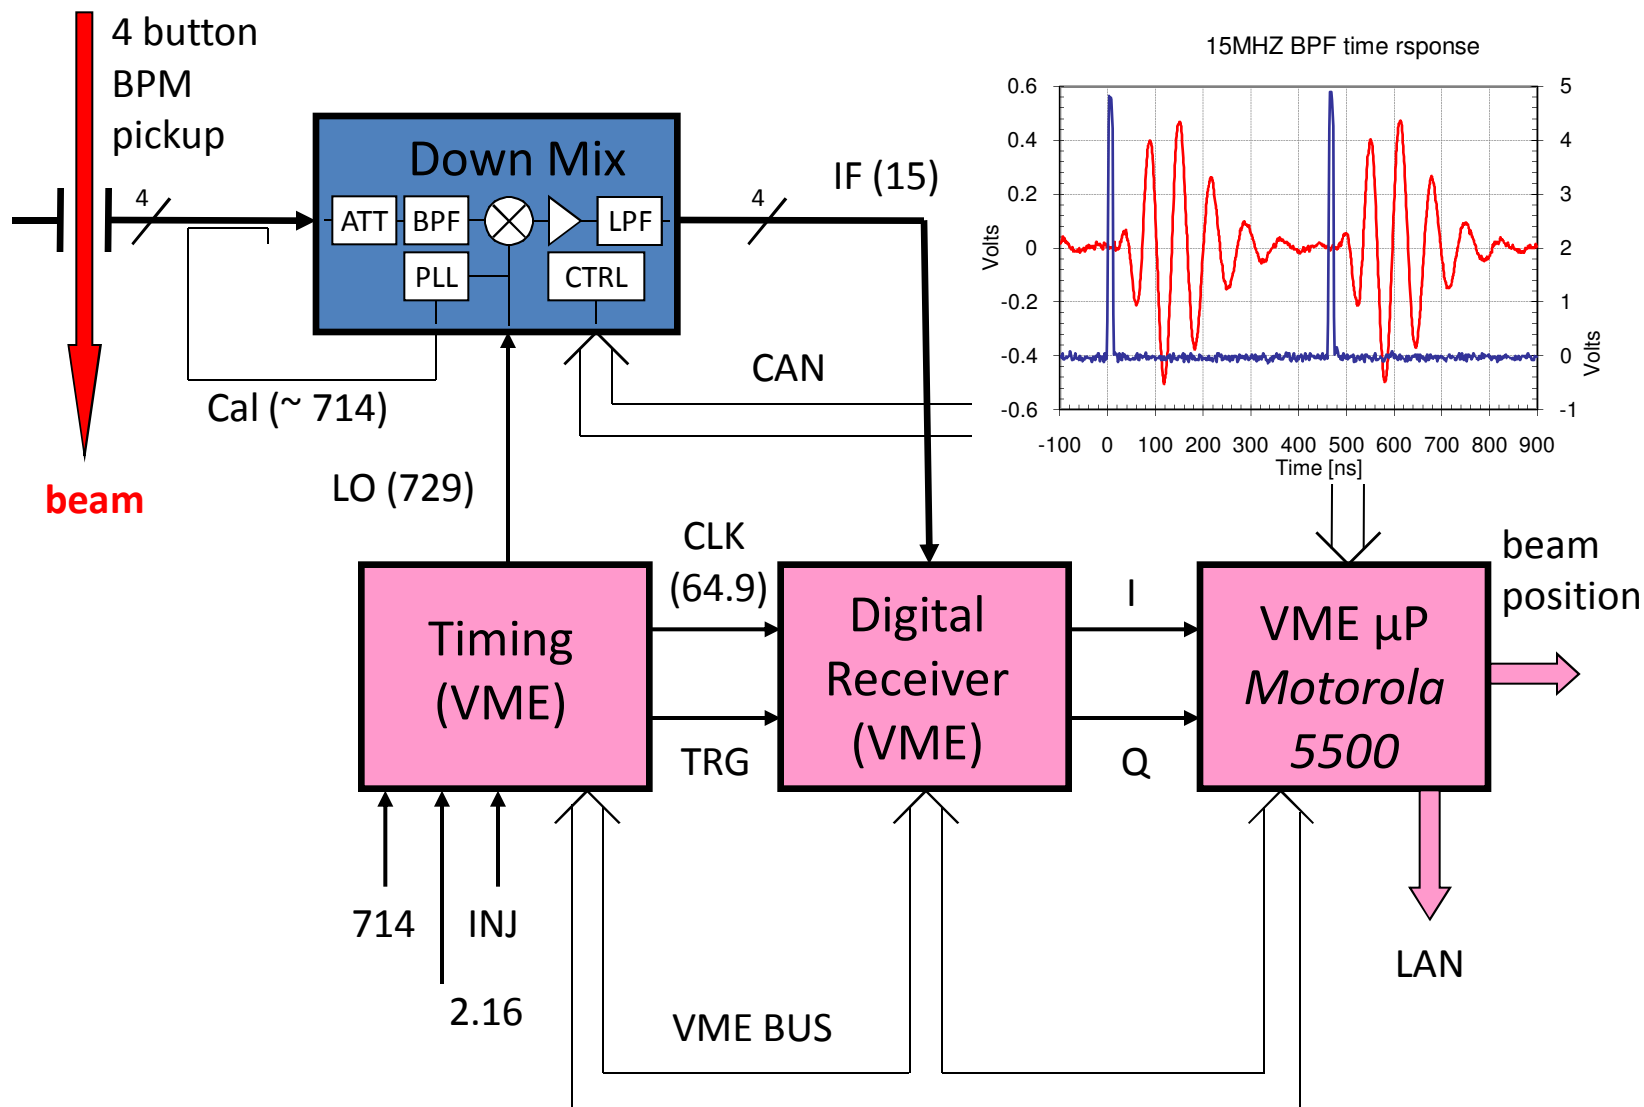 4 button
BPM
pickup
4
Down Mix
ATT
BPF
LPF
PLL
CTRL
4
IF (15)
15MHZ BPF time rsponse
0.6
0.4
0.2
0
-0.2
-0.4
-0.6
Volts
5
4
3
2
1
0
-1
Volts
-100
0
100
200
300
400
500
600
700
800
900
Time [ns]
CAN
Cal (~ 714)
beam
LO (729)
CLK
(64.9)
TRG
Timing
(VME)
Digital
Receiver
(VME)
I
Q
VME µP
Motorola
5500
beam
position
714
INJ
2.16
VME BUS
LAN